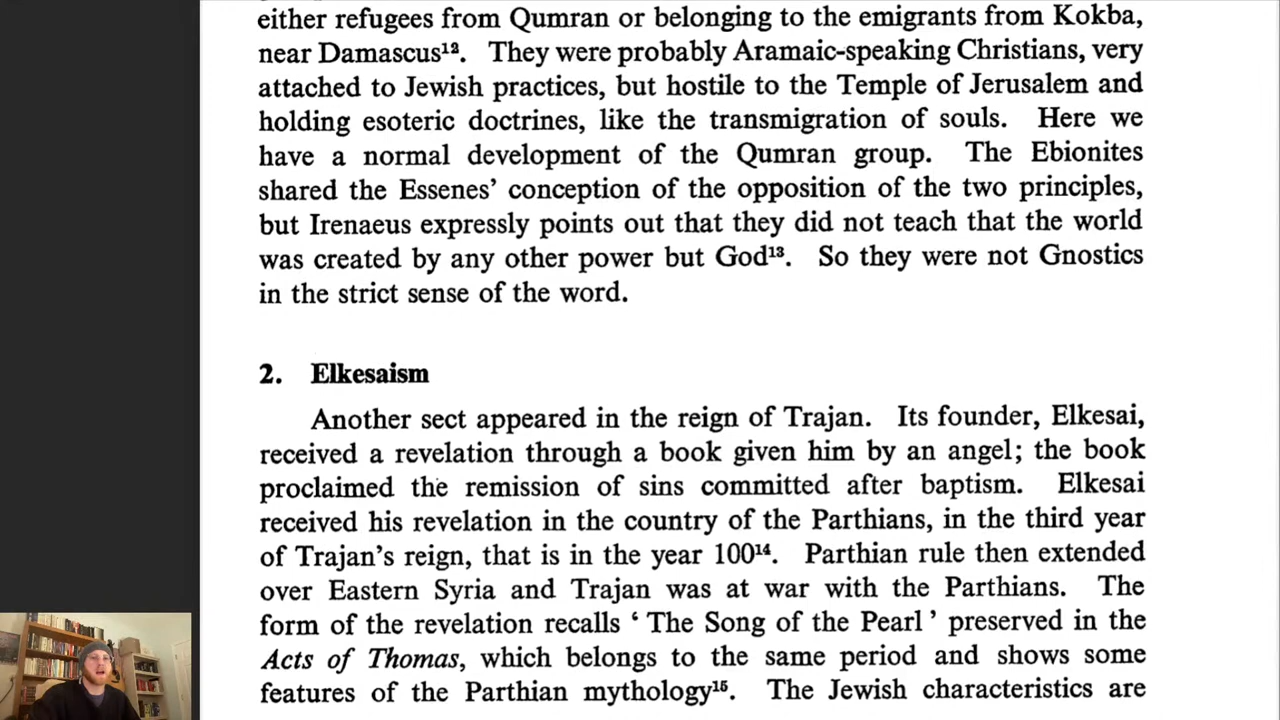 either refugees from Qumran or belonging to the emigrants from Kokba,
near Damascus¹². They were probably Aramaic-speaking Christians, very
attached to Jewish practices, but hostile to the Temple of Jerusalem and
holding esoteric doctrines, like the transmigration of souls. Here we
have a normal development of the Qumran group. The Ebionites
shared the Essenes’ conception of the opposition of the two principles,
but Irenaeus expressly points out that they did not teach that the world
was created by any other power but God¹³. So they were not Gnostics
in the strict sense of the word.
2. Elkesaism
Another sect appeared in the reign of Trajan. Its founder, Elkesai,
received a revelation through a book given him by an angel; the book
proclaimed the remission of sins committed after baptism. Elkesai
received his revelation in the country of the Parthians, in the third year
of Trajan’s reign, that is in the year 100¹⁴. Parthian rule then extended
over Eastern Syria and Trajan was at war with the Parthians. The
form of the revelation recalls ‘ The Song of the Pearl ’ preserved in the
Acts of Thomas, which belongs to the same period and shows some
features of the Parthian mythology¹⁵. The Jewish characteristics are